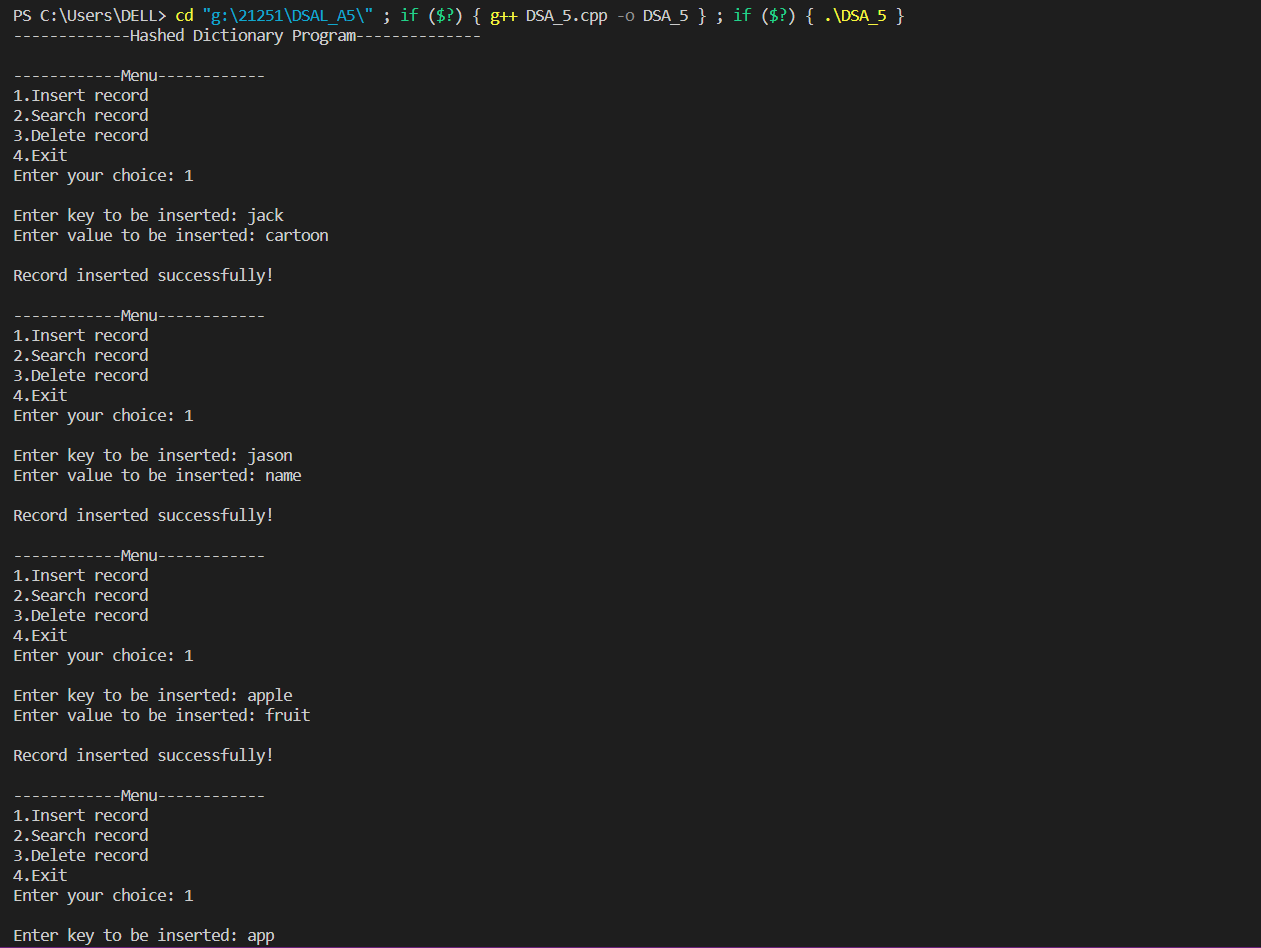 PS C:\Users\DELL> cd "g:\21251\DSAL_A5\" ; if ($?) { g++ DSA_5.cpp -o DSA_5 } ; if ($?) { .\DSA_5 }
-------------Hashed Dictionary Program--------------
------------Menu------------
1.Insert record
2.Search record
3.Delete record
4.Exit
Enter your choice: 1
Enter key to be inserted: jack
Enter value to be inserted: cartoon
Record inserted successfully!
------------Menu------------
1.Insert record
2.Search record
3.Delete record
4.Exit
Enter your choice: 1
Enter key to be inserted: jason
Enter value to be inserted: name
Record inserted successfully!
------------Menu------------
1.Insert record
2.Search record
3.Delete record
4.Exit
Enter your choice: 1
Enter key to be inserted: apple
Enter value to be inserted: fruit
Record inserted successfully!
------------Menu------------
1.Insert record
2.Search record
3.Delete record
4.Exit
Enter your choice: 1
Enter key to be inserted: app